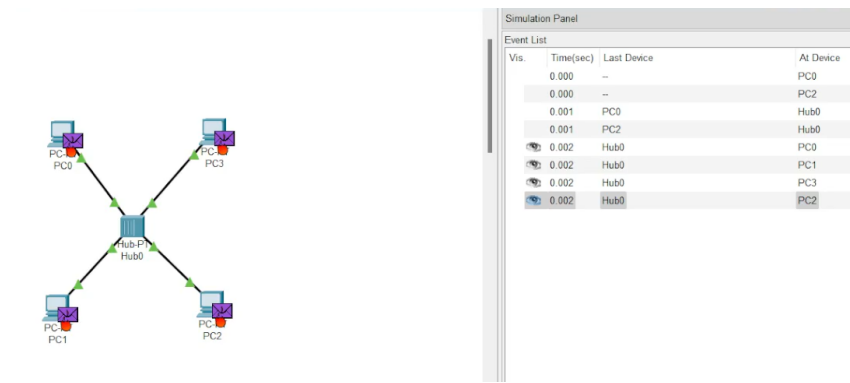 Simulation Panel
Event List
Vis. Time(sec) Last Device At Device
0.000 -- PC0
0.000 -- PC2
0.001 PC0 Hub0
0.001 PC2 Hub0
0.002 Hub0 PC0
0.002 Hub0 PC1
0.002 Hub0 PC3
0.002 Hub0 PC2
PC0
PC3
Hub-PT
Hub0
PC1
PC2